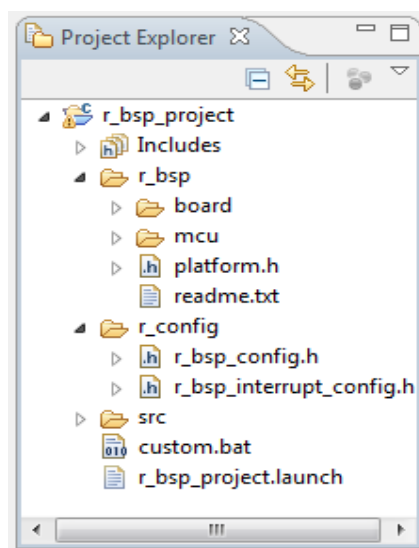 Project Explorer
r_bsp_project
Includes
r_bsp
board
mcu
platform.h
readme.txt
r_config
r_bsp_config.h
r_bsp_interrupt_config.h
src
custom.bat
r_bsp_project.launch